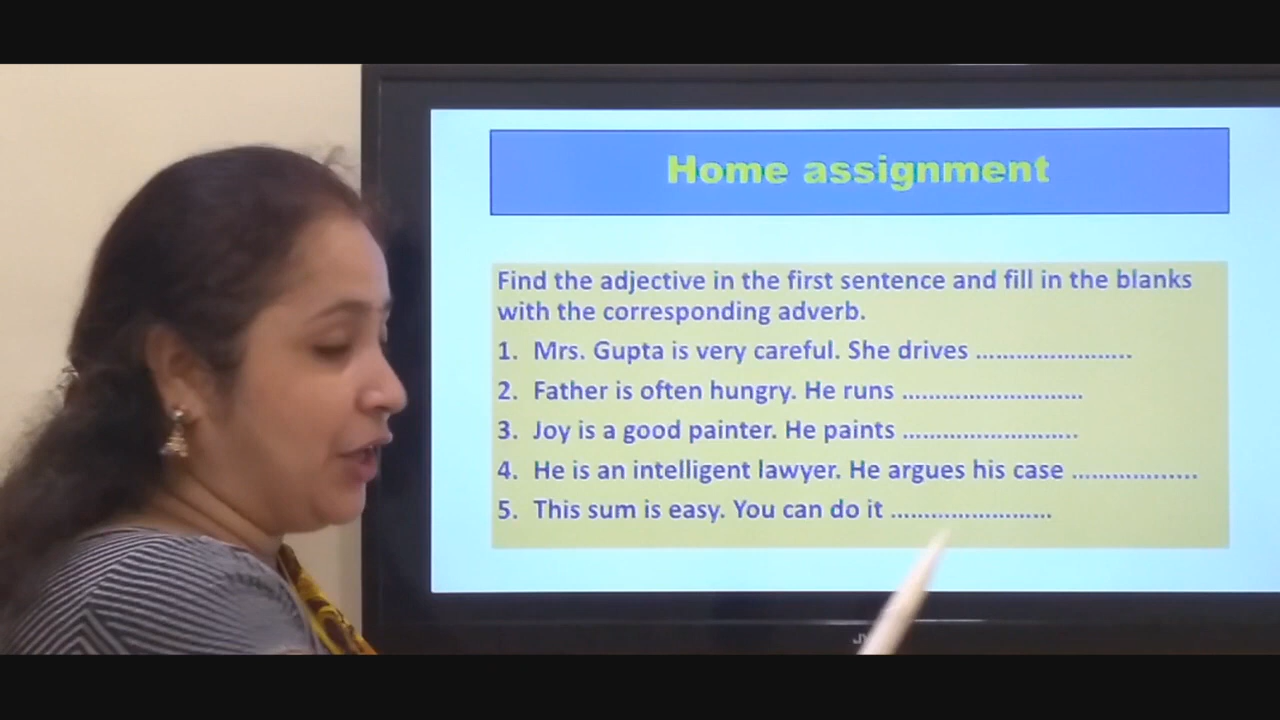 Home assignment
Find the adjective in the first sentence and fill in the blanks
with the corresponding adverb.
1. Mrs. Gupta is very careful. She drives .......................
2. Father is often hungry. He runs ...........................
3. Joy is a good painter. He paints ..........................
4. He is an intelligent lawyer. He argues his case ...................
5. This sum is easy. You can do it ........................